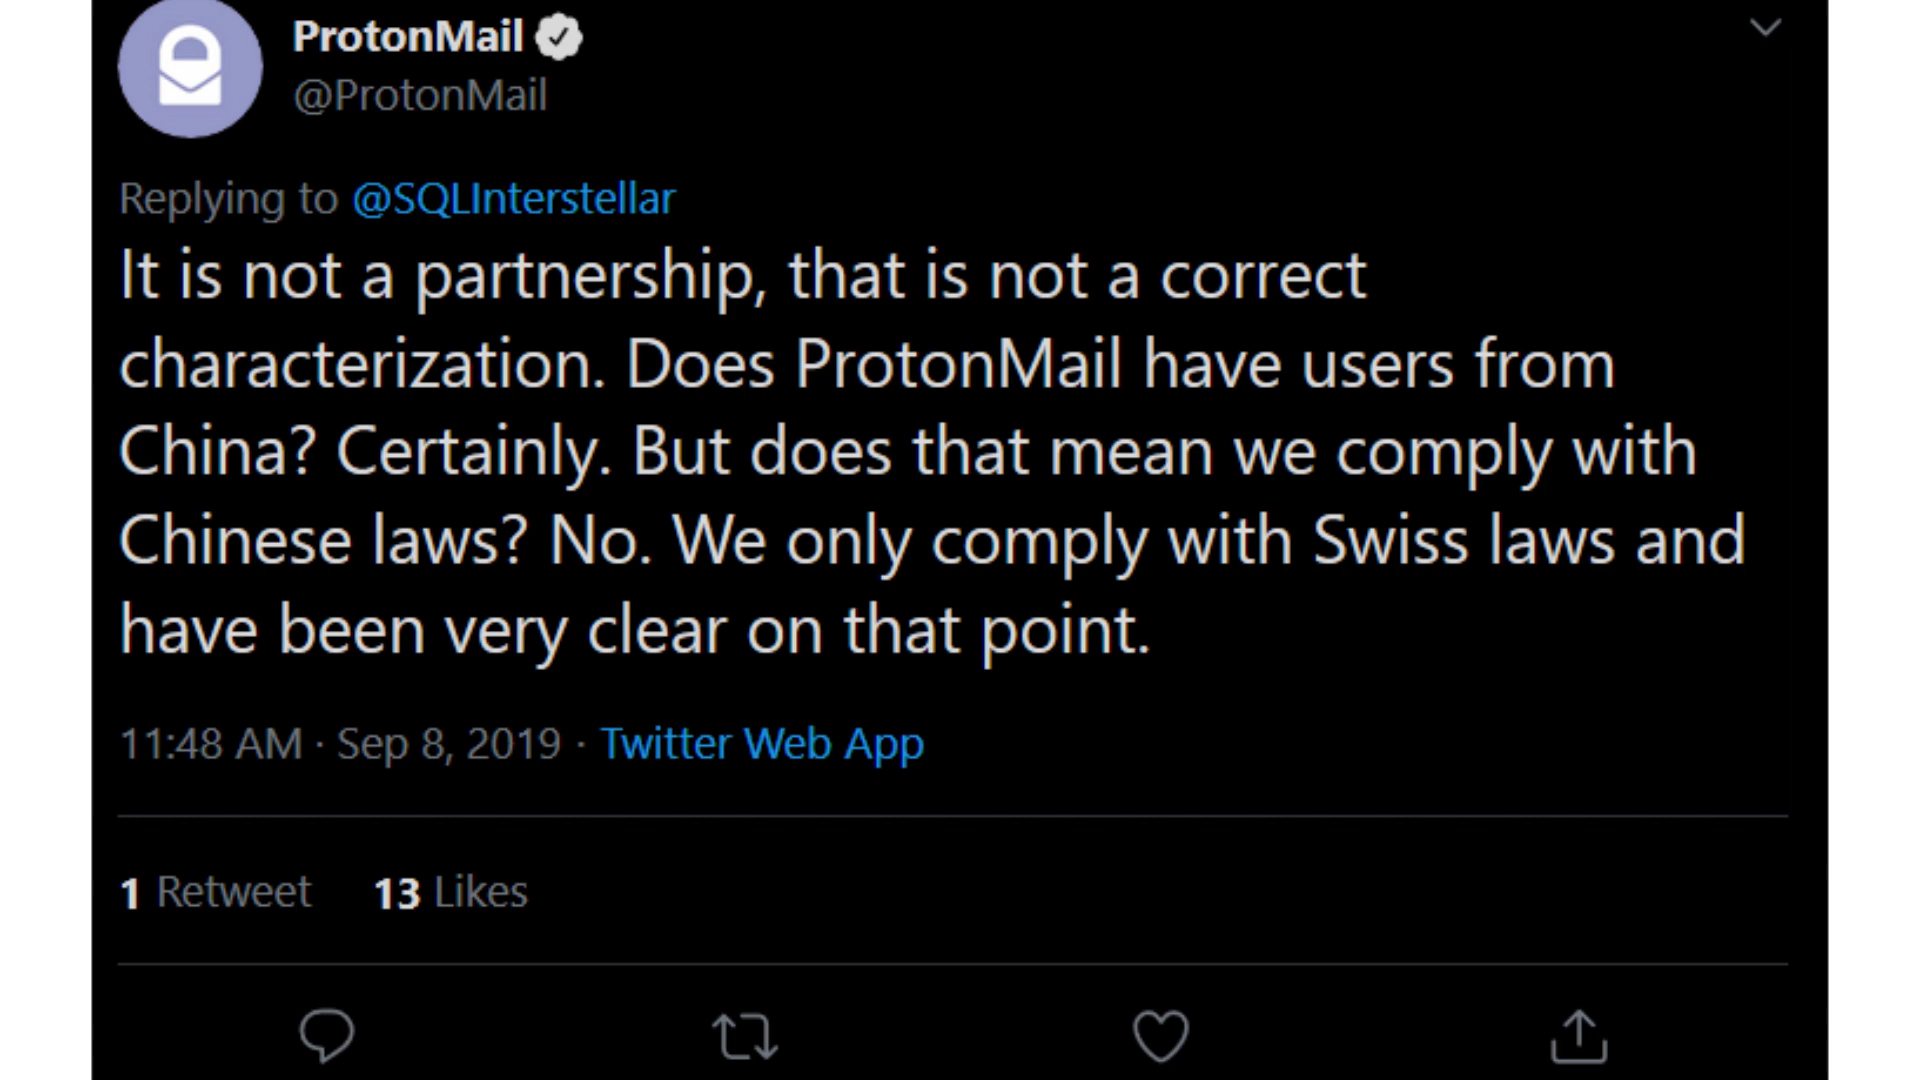 ProtonMail
@ProtonMail
Replying to @SQLInterstellar
It is not a partnership, that is not a correct
characterization. Does ProtonMail have users from
China? Certainly. But does that mean we comply with
Chinese laws? No. We only comply with Swiss laws and
have been very clear on that point.
11:48 AM · Sep 8, 2019 · Twitter Web App
1 Retweet 13 Likes